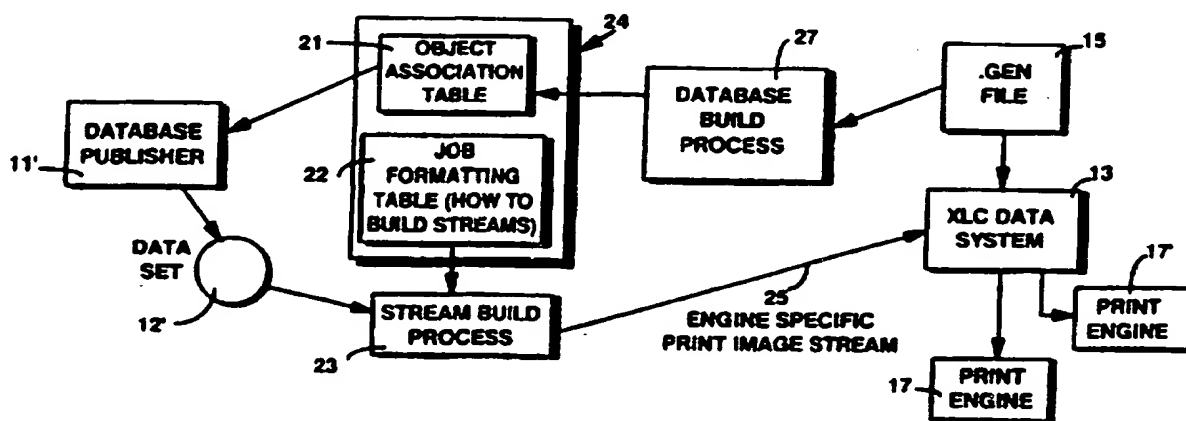 24
21
OBJECT
ASSOCIATION
TABLE
27
DATABASE
BUILD
PROCESS
15
.GEN
FILE
DATABASE
PUBLISHER
11'
22
JOB
FORMATTING
TABLE (HOW TO
BUILD STREAMS)
13
XLC DATA
SYSTEM
DATA
SET
12'
STREAM BUILD
PROCESS
23
25
ENGINE SPECIFIC
PRINT IMAGE STREAM
17'
PRINT
ENGINE
17
PRINT
ENGINE